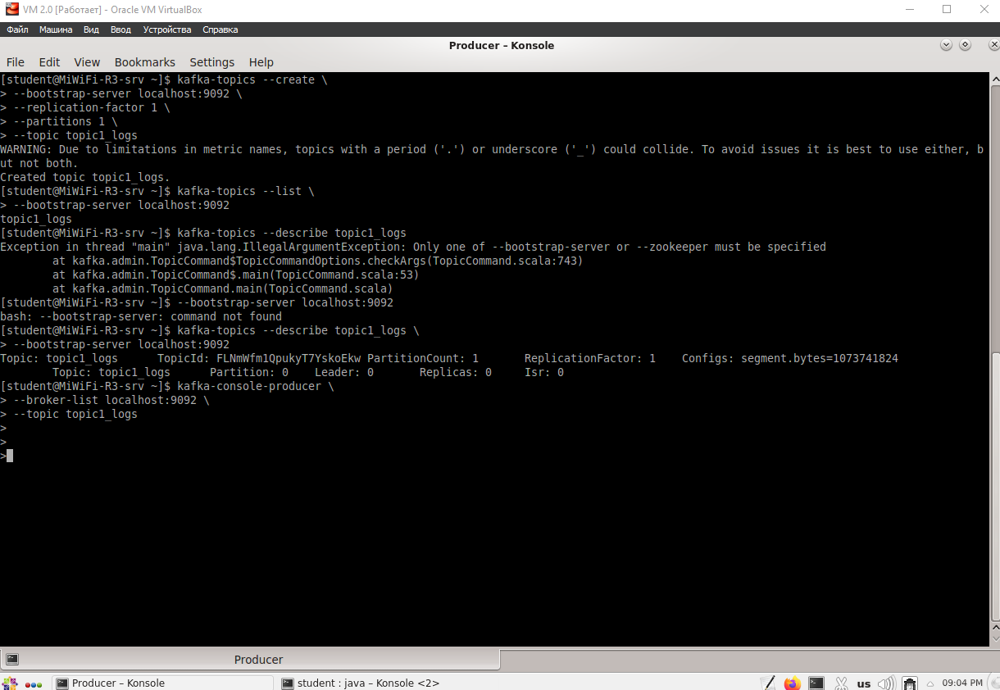 VM 2.0 [Работает] - Oracle VM VirtualBox
Файл Машина Вид Ввод Устройства Справка
Producer – Konsole
File Edit View Bookmarks Settings Help
[student@MiWiFi-R3-srv ~]$ kafka-topics --create \
> --bootstrap-server localhost:9092 \
> --replication-factor 1 \
> --partitions 1 \
> --topic topic1_logs
WARNING: Due to limitations in metric names, topics with a period ('.') or underscore ('_') could collide. To avoid issues it is best to use either, b
ut not both.
Created topic topic1_logs.
[student@MiWiFi-R3-srv ~]$ kafka-topics --list \
> --bootstrap-server localhost:9092
topic1_logs
[student@MiWiFi-R3-srv ~]$ kafka-topics --describe topic1_logs
Exception in thread "main" java.lang.IllegalArgumentException: Only one of --bootstrap-server or --zookeeper must be specified
        at kafka.admin.TopicCommand$TopicCommandOptions.checkArgs(TopicCommand.scala:743)
        at kafka.admin.TopicCommand$.main(TopicCommand.scala:53)
        at kafka.admin.TopicCommand.main(TopicCommand.scala)
[student@MiWiFi-R3-srv ~]$ --bootstrap-server localhost:9092
bash: --bootstrap-server: command not found
[student@MiWiFi-R3-srv ~]$ kafka-topics --describe topic1_logs \
> --bootstrap-server localhost:9092
Topic: topic1_logs      TopicId: FLNmWfm1QpukyT7YskoEkw PartitionCount: 1       ReplicationFactor: 1    Configs: segment.bytes=1073741824
        Topic: topic1_logs      Partition: 0    Leader: 0       Replicas: 0     Isr: 0
[student@MiWiFi-R3-srv ~]$ kafka-console-producer \
> --broker-list localhost:9092 \
> --topic topic1_logs
>
>
>
Producer
Producer – Konsole
student : java – Konsole <2>
us
09:04 PM